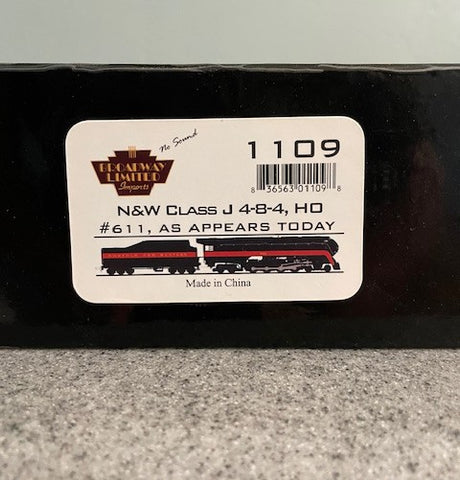 No Sound
1109
BROADWAY
LIMITED
Imports
8 36563 01109 8
N&W CLASS J 4-8-4, HO
#611, AS APPEARS TODAY
NORFOLK AND WESTERN
Made in China